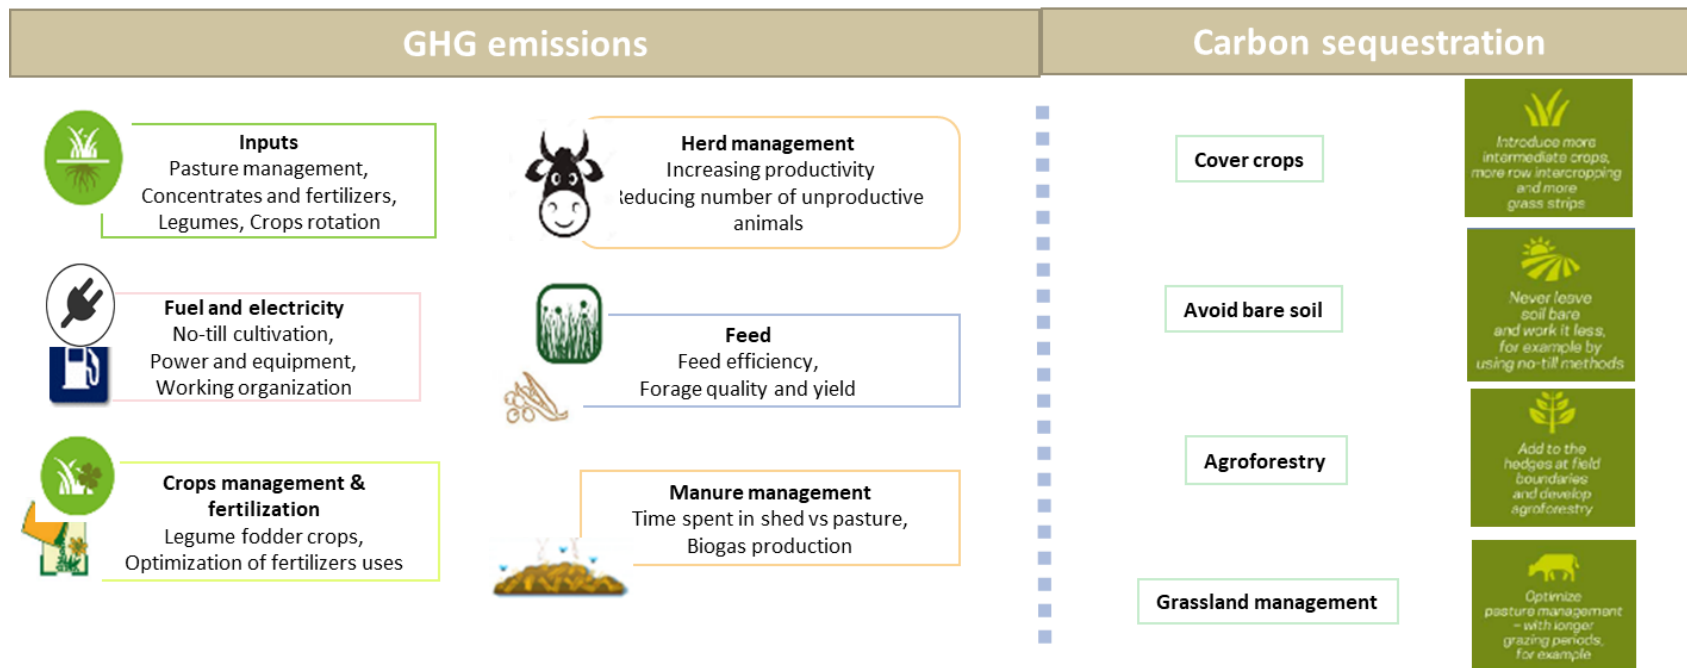 GHG emissions
Carbon sequestration
Inputs
Pasture management,
Concentrates and fertilizers,
Legumes, Crops rotation
Herd management
Increasing productivity
Reducing number of unproductive
animals
Fuel and electricity
No-till cultivation,
Power and equipment,
Working organization
Feed
Feed efficiency,
Forage quality and yield
Crops management &
fertilization
Legume fodder crops,
Optimization of fertilizers uses
Manure management
Time spent in shed vs pasture,
Biogas production
Cover crops
Introduce more
intermediate crops,
more row intercropping
and more
grass strips
Avoid bare soil
Never leave
soil bare
and work it less,
for example by
using no-till methods
Agroforestry
Add to the
hedges at field
boundaries
and develop
agroforestry
Grassland management
Optimize
pasture management
– with longer
grazing periods,
for example